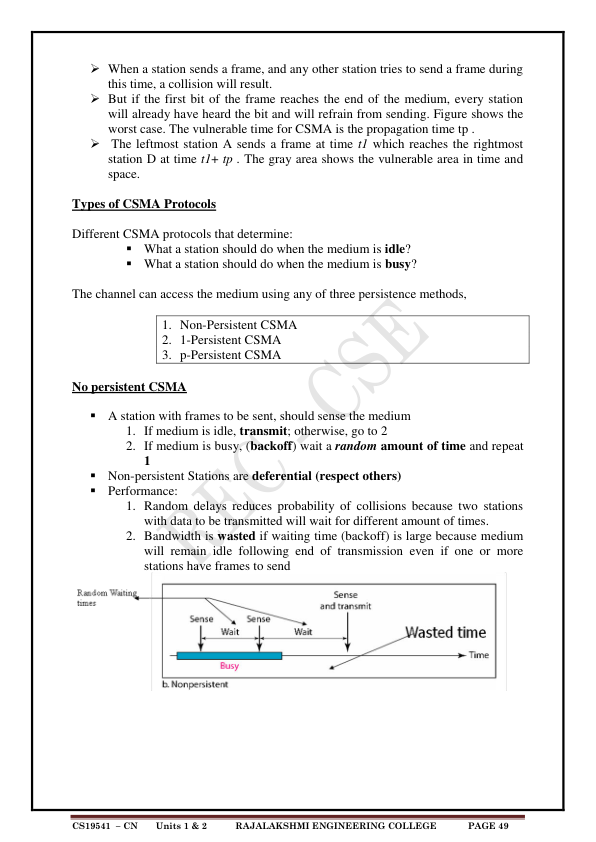 ➢ When a station sends a frame, and any other station tries to send a frame during
this time, a collision will result.
➢ But if the first bit of the frame reaches the end of the medium, every station
will already have heard the bit and will refrain from sending. Figure shows the
worst case. The vulnerable time for CSMA is the propagation time tp .
➢ The leftmost station A sends a frame at time t1 which reaches the rightmost
station D at time t1+ tp . The gray area shows the vulnerable area in time and
space.
Types of CSMA Protocols
Different CSMA protocols that determine:
▪ What a station should do when the medium is idle?
▪ What a station should do when the medium is busy?
The channel can access the medium using any of three persistence methods,
1. Non-Persistent CSMA
2. 1-Persistent CSMA
3. p-Persistent CSMA
No persistent CSMA
▪ A station with frames to be sent, should sense the medium
1. If medium is idle, transmit; otherwise, go to 2
2. If medium is busy, (backoff) wait a random amount of time and repeat
1
▪ Non-persistent Stations are deferential (respect others)
▪ Performance:
1. Random delays reduces probability of collisions because two stations
with data to be transmitted will wait for different amount of times.
2. Bandwidth is wasted if waiting time (backoff) is large because medium
will remain idle following end of transmission even if one or more
stations have frames to send
Random Waiting
times
Sense
and transmit
Sense Sense
Wait Wait
Wasted time
Time
Busy
b. Nonpersistent
REC - CSE
CS19541 – CN Units 1 & 2 RAJALAKSHMI ENGINEERING COLLEGE PAGE 49